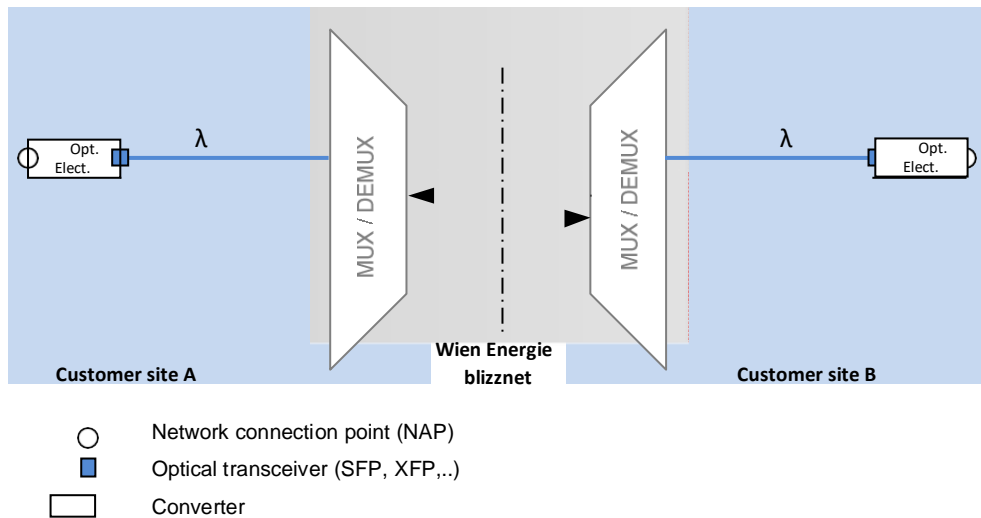 λ
λ
Opt.
Elect.
Opt.
Elect.
MUX / DEMUX
MUX / DEMUX
Customer site A
Wien Energie
blizznet
Customer site B
Network connection point (NAP)
Optical transceiver (SFP, XFP,..)
Converter